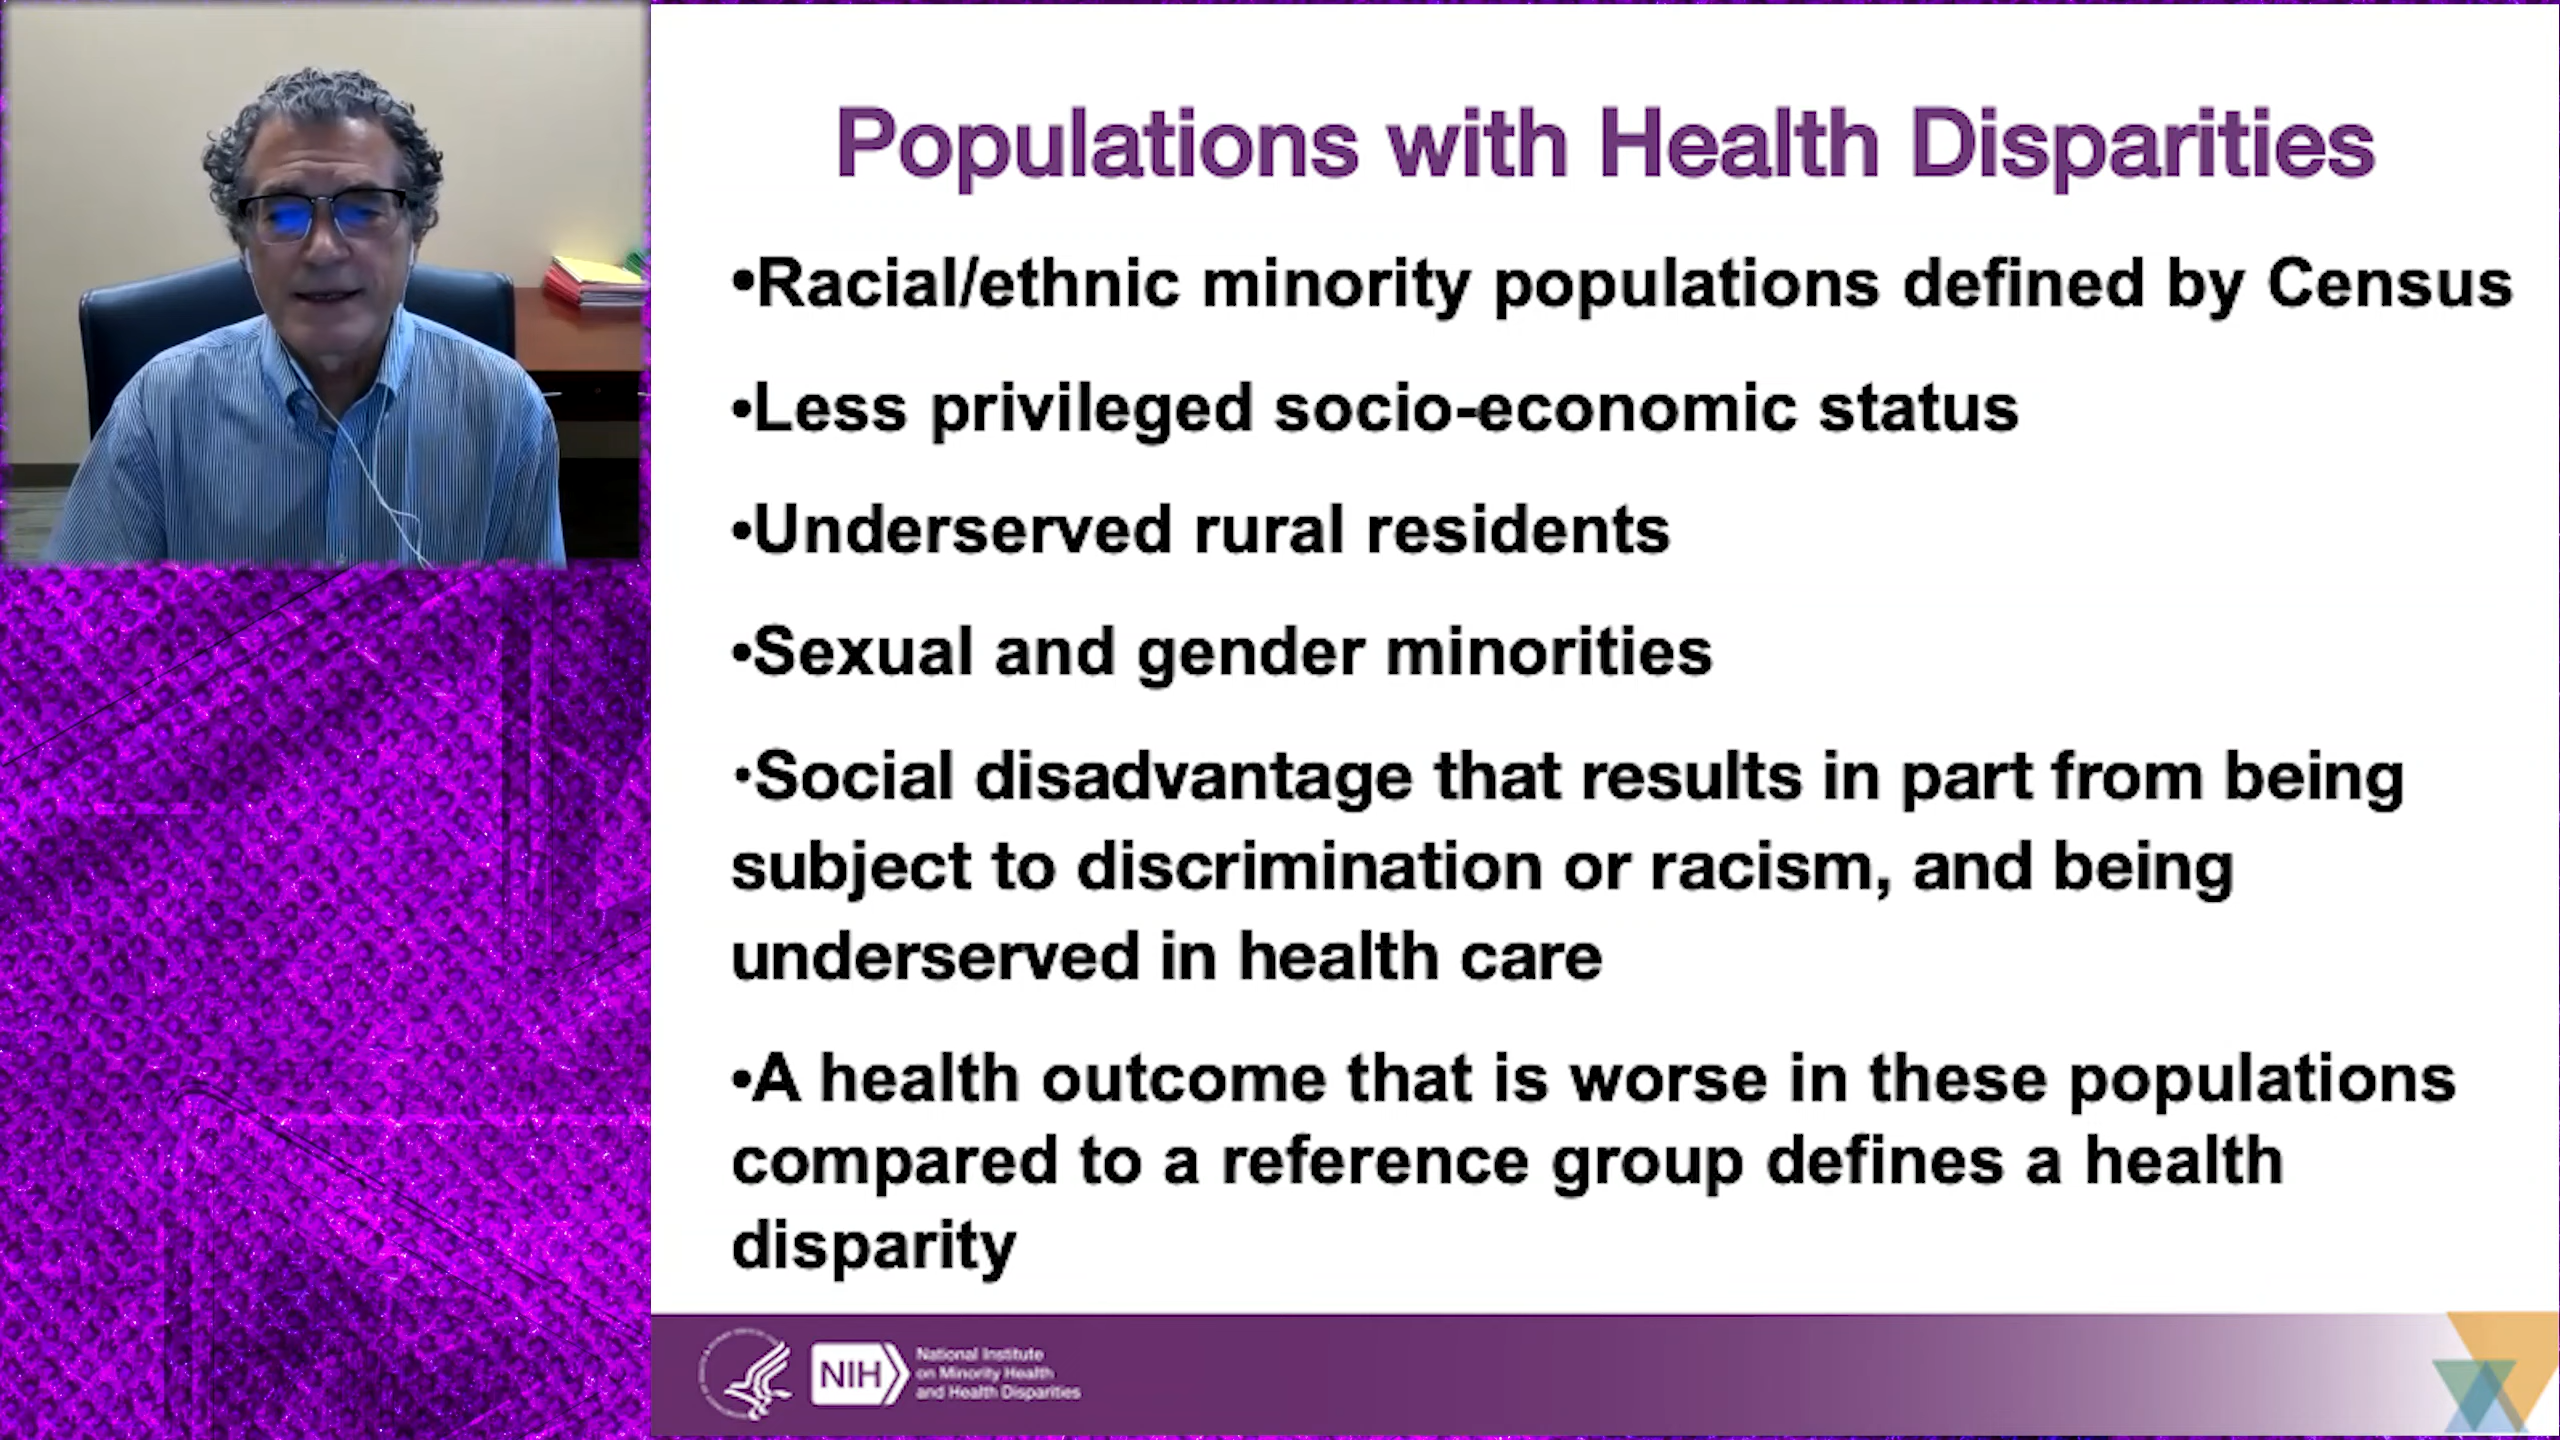 Populations with Health Disparities
•Racial/ethnic minority populations defined by Census
•Less privileged socio-economic status
•Underserved rural residents
•Sexual and gender minorities
•Social disadvantage that results in part from being
subject to discrimination or racism, and being
underserved in health care
•A health outcome that is worse in these populations
compared to a reference group defines a health
disparity
NIH
National Institute
on Minority Health
and Health Disparities